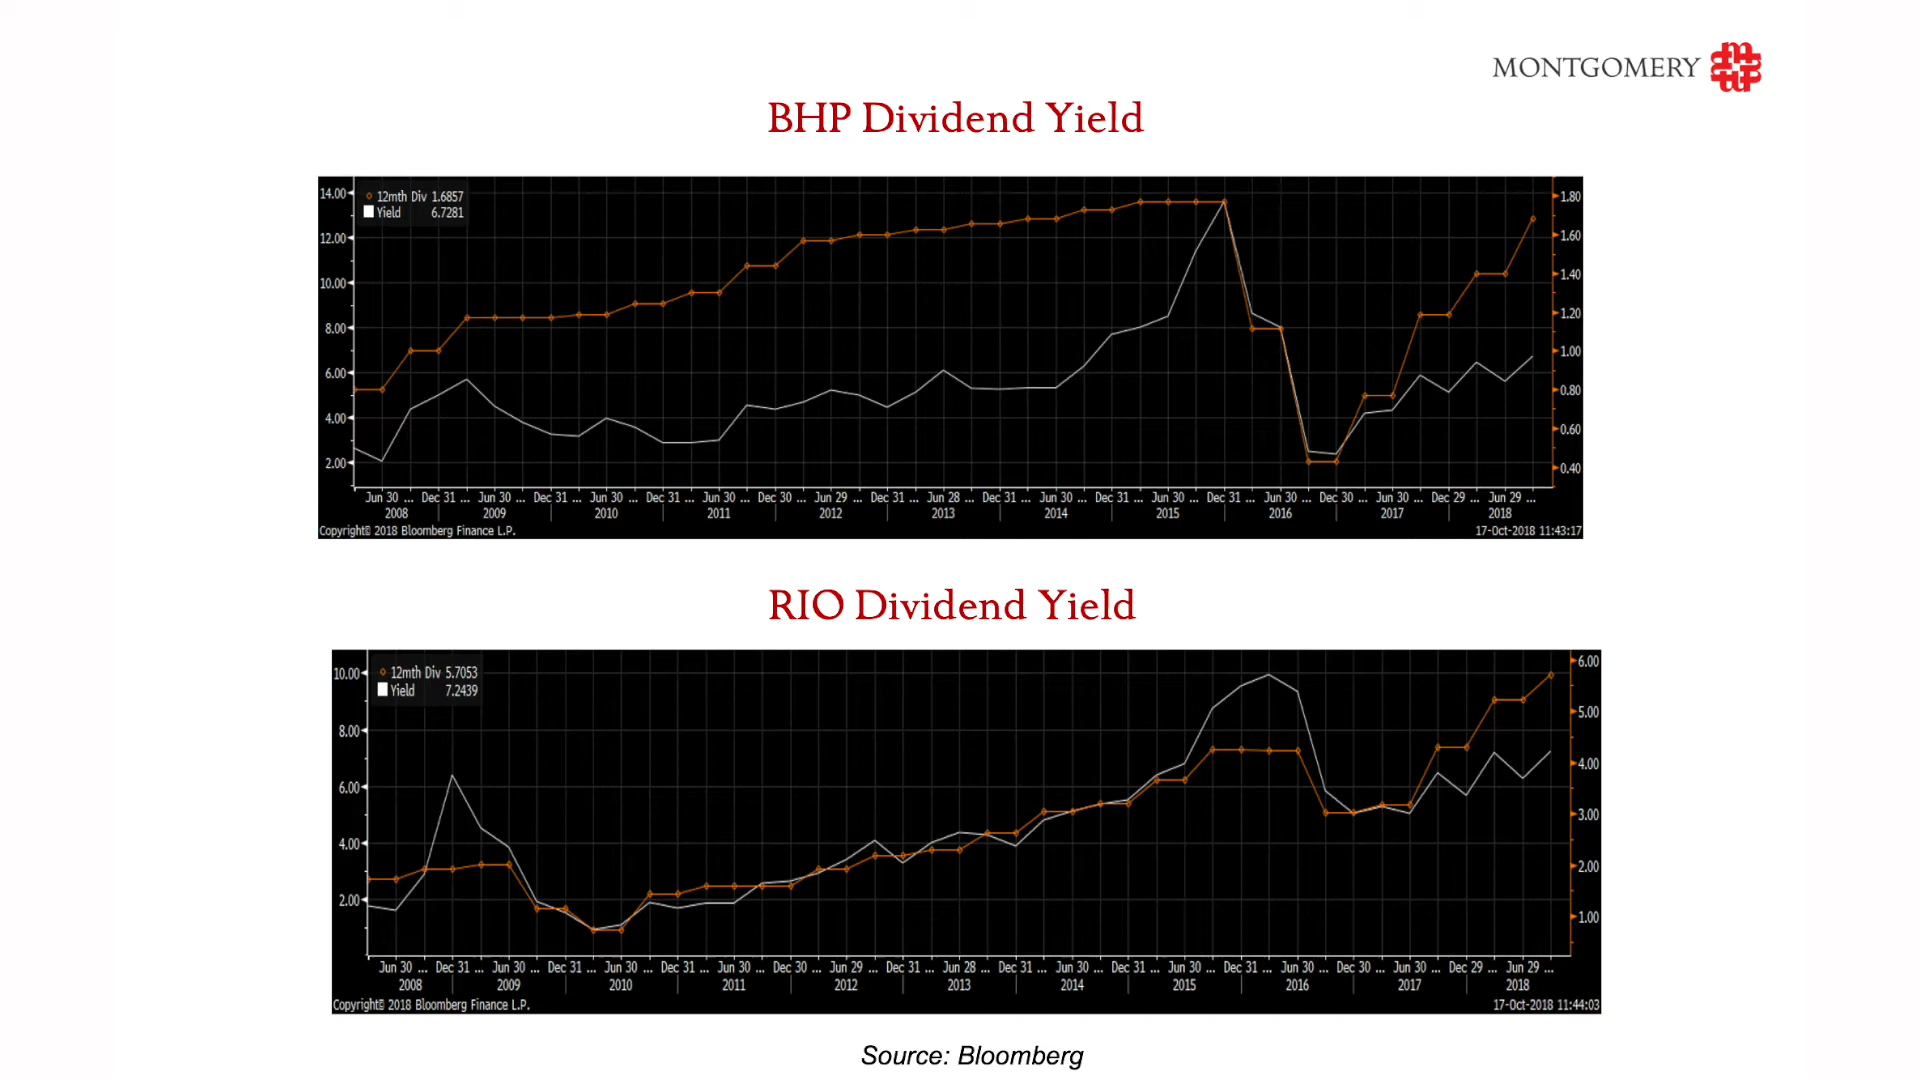 MONTGOMERY
BHP Dividend Yield
12mth Div 1.6857
Yield 6.7281
14.00
12.00
10.00
8.00
6.00
4.00
2.00
1.80
1.60
1.40
1.20
1.00
0.80
0.60
0.40
Jun 30 ... Dec 31 ... Jun 30 ... Dec 31 ... Jun 30 ... Dec 31 ... Jun 30 ... Dec 30 ... Jun 29 ... Dec 31 ... Jun 28 ... Dec 31 ... Jun 30 ... Dec 31 ... Jun 30 ... Dec 31 ... Jun 30 ... Dec 30 ... Jun 30 ... Dec 29 ... Jun 29 ...
2008 2009 2010 2011 2012 2013 2014 2015 2016 2017 2018
Copyright© 2018 Bloomberg Finance L.P. 17-Oct-2018 11:43:17
RIO Dividend Yield
12mth Div 5.7053
Yield 7.2439
10.00
8.00
6.00
4.00
2.00
6.00
5.00
4.00
3.00
2.00
1.00
Jun 30 ... Dec 31 ... Jun 30 ... Dec 31 ... Jun 30 ... Dec 31 ... Jun 30 ... Dec 30 ... Jun 29 ... Dec 31 ... Jun 28 ... Dec 31 ... Jun 30 ... Dec 31 ... Jun 30 ... Dec 31 ... Jun 30 ... Dec 30 ... Jun 30 ... Dec 29 ... Jun 29 ...
2008 2009 2010 2011 2012 2013 2014 2015 2016 2017 2018
Copyright© 2018 Bloomberg Finance L.P. 17-Oct-2018 11:44:03
Source: Bloomberg